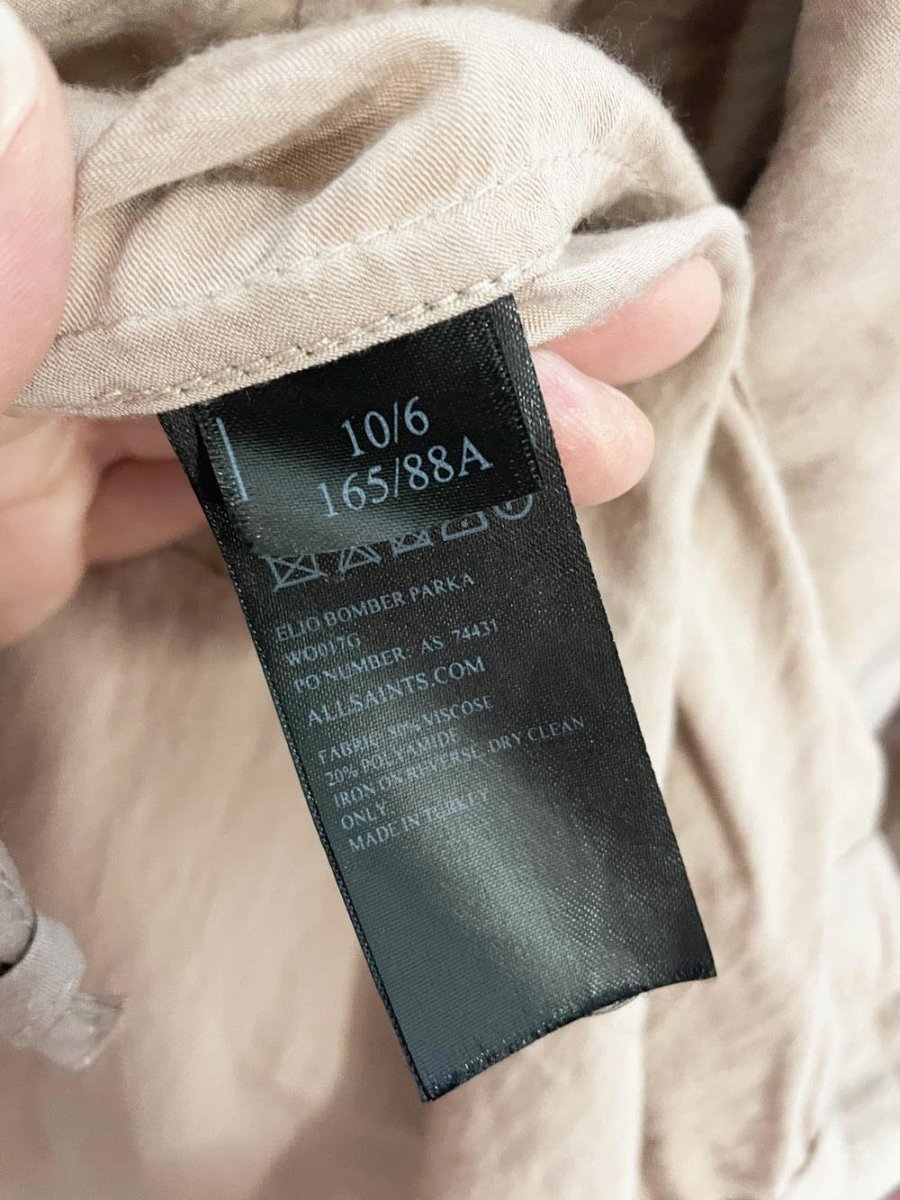 10/6
165/88A
ELIO BOMBER PARKA
WO017G
PO NUMBER: AS 74431
ALLSAINTS.COM
FABRIC 80% VISCOSE
20% POLYAMIDE
IRON ON REVERSE, DRY CLEAN
ONLY
MADE IN TURKEY